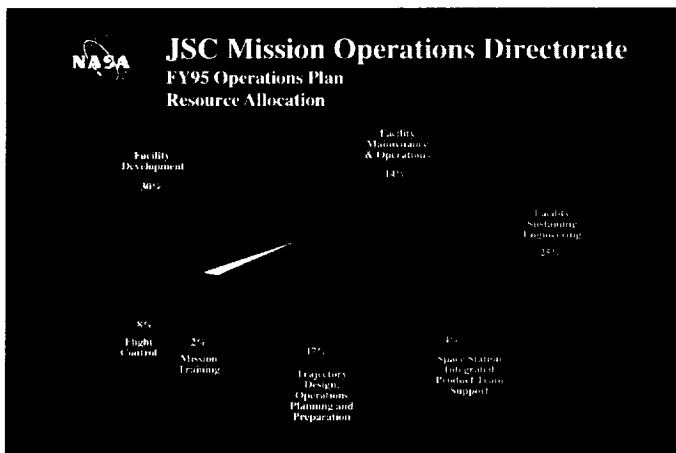 NASA
JSC Mission Operations Directorate
FY95 Operations Plan
Resource Allocation
Facility
Maintenance
& Operations
14%
Facility
Development
30%
Facility
Sustaining
Engineering
25%
8%
Flight
Control
2%
Mission
Training
17%
Trajectory
Design,
Operations
Planning and
Preparation
4%
Space Station
Integrated
Product Team
Support